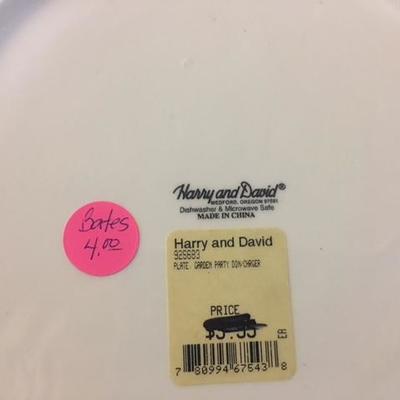 Harry and David®
MEDFORD, OREGON 97501
Dishwasher & Microwave Safe
MADE IN CHINA
Bates
4.00
Harry and David
925683
PLATE GARDEN PARTY DIN/CHARGER
PRICE
EA
7 80994 67543 8